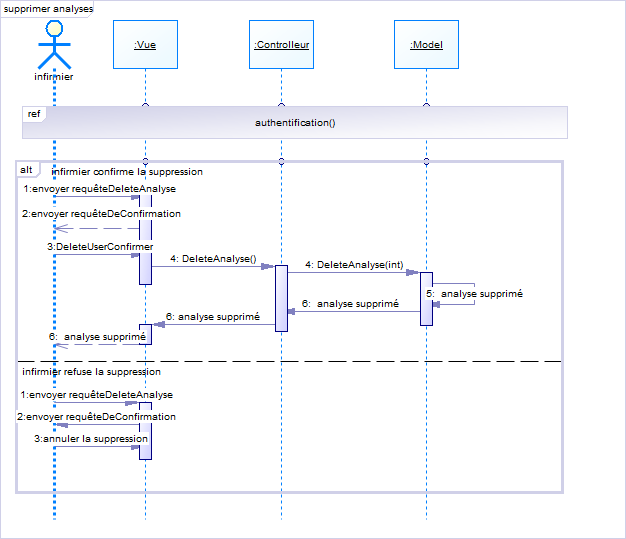 supprimer analyses
:Vue
:Controlleur
:Model
infirmier
ref
authentification()
alt
infirmier confirme la suppression
1:envoyer requêteDeleteAnalyse
2:envoyer requêtDeConfirmation
3:DeleteUserConfirmer
4: DeleteAnalyse()
4: DeleteAnalyse(int)
5: analyse supprimé
6: analyse supprimé
6: analyse supprimé
6: analyse supprimé
infirmier refuse la suppression
1:envoyer requêteDeleteAnalyse
2:envoyer requêtDeConfirmation
3:annuler la suppression